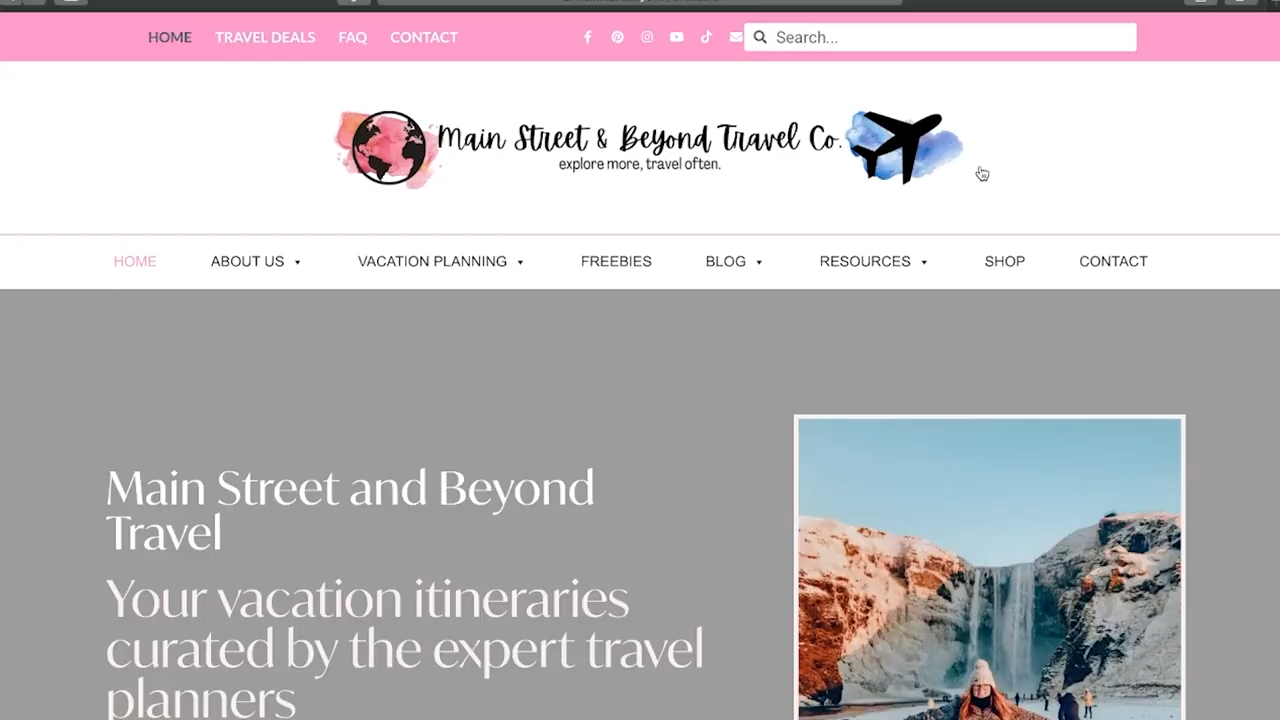 HOME TRAVEL DEALS FAQ CONTACT Search...
Main Street & Beyond Travel Co.
explore more, travel often.
HOME ABOUT US VACATION PLANNING FREEBIES BLOG RESOURCES SHOP CONTACT
Main Street and Beyond
Travel
Your vacation itineraries
curated by the expert travel
planners